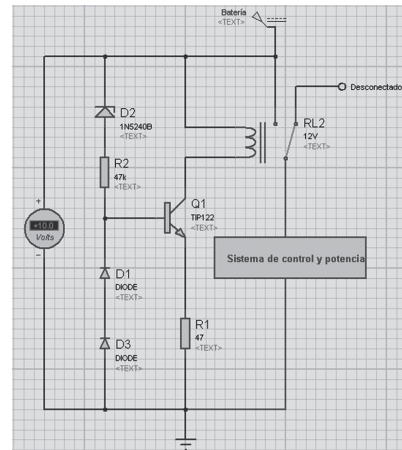 Batería
<TEXT>
Desconectado
D2
1N5240B
<TEXT>
RL2
12V
<TEXT>
R2
47k
<TEXT>
Q1
TIP122
<TEXT>
+
+10.0
Volts
Sistema de control y potencia
D1
DIODE
<TEXT>
R1
47
<TEXT>
D3
DIODE
<TEXT>